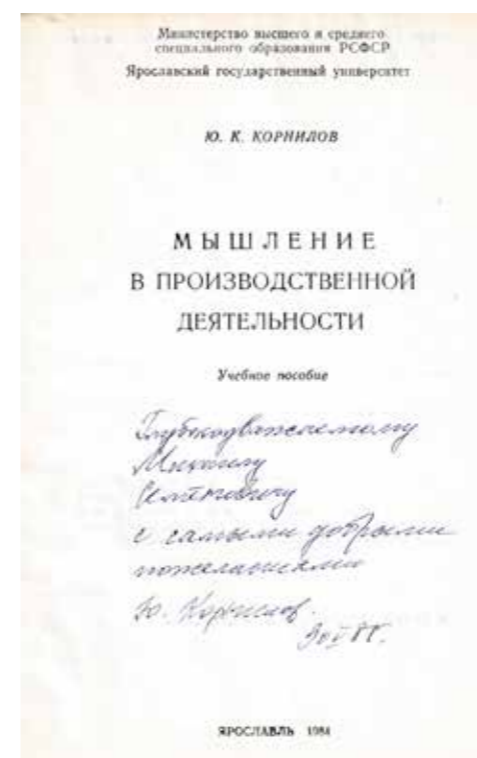 Министерство высшего и среднего
специального образования РСФСР
Ярославский государственный университет
Ю. К. КОРНИЛОВ
МЫШЛЕНИЕ
В ПРОИЗВОДСТВЕННОЙ
ДЕЯТЕЛЬНОСТИ
Учебное пособие
Глубокоуважаемому
Михаилу
Семёновичу
с самыми добрыми
пожеланиями
Ю. Корнилов.
ЯРОСЛАВЛЬ 1984